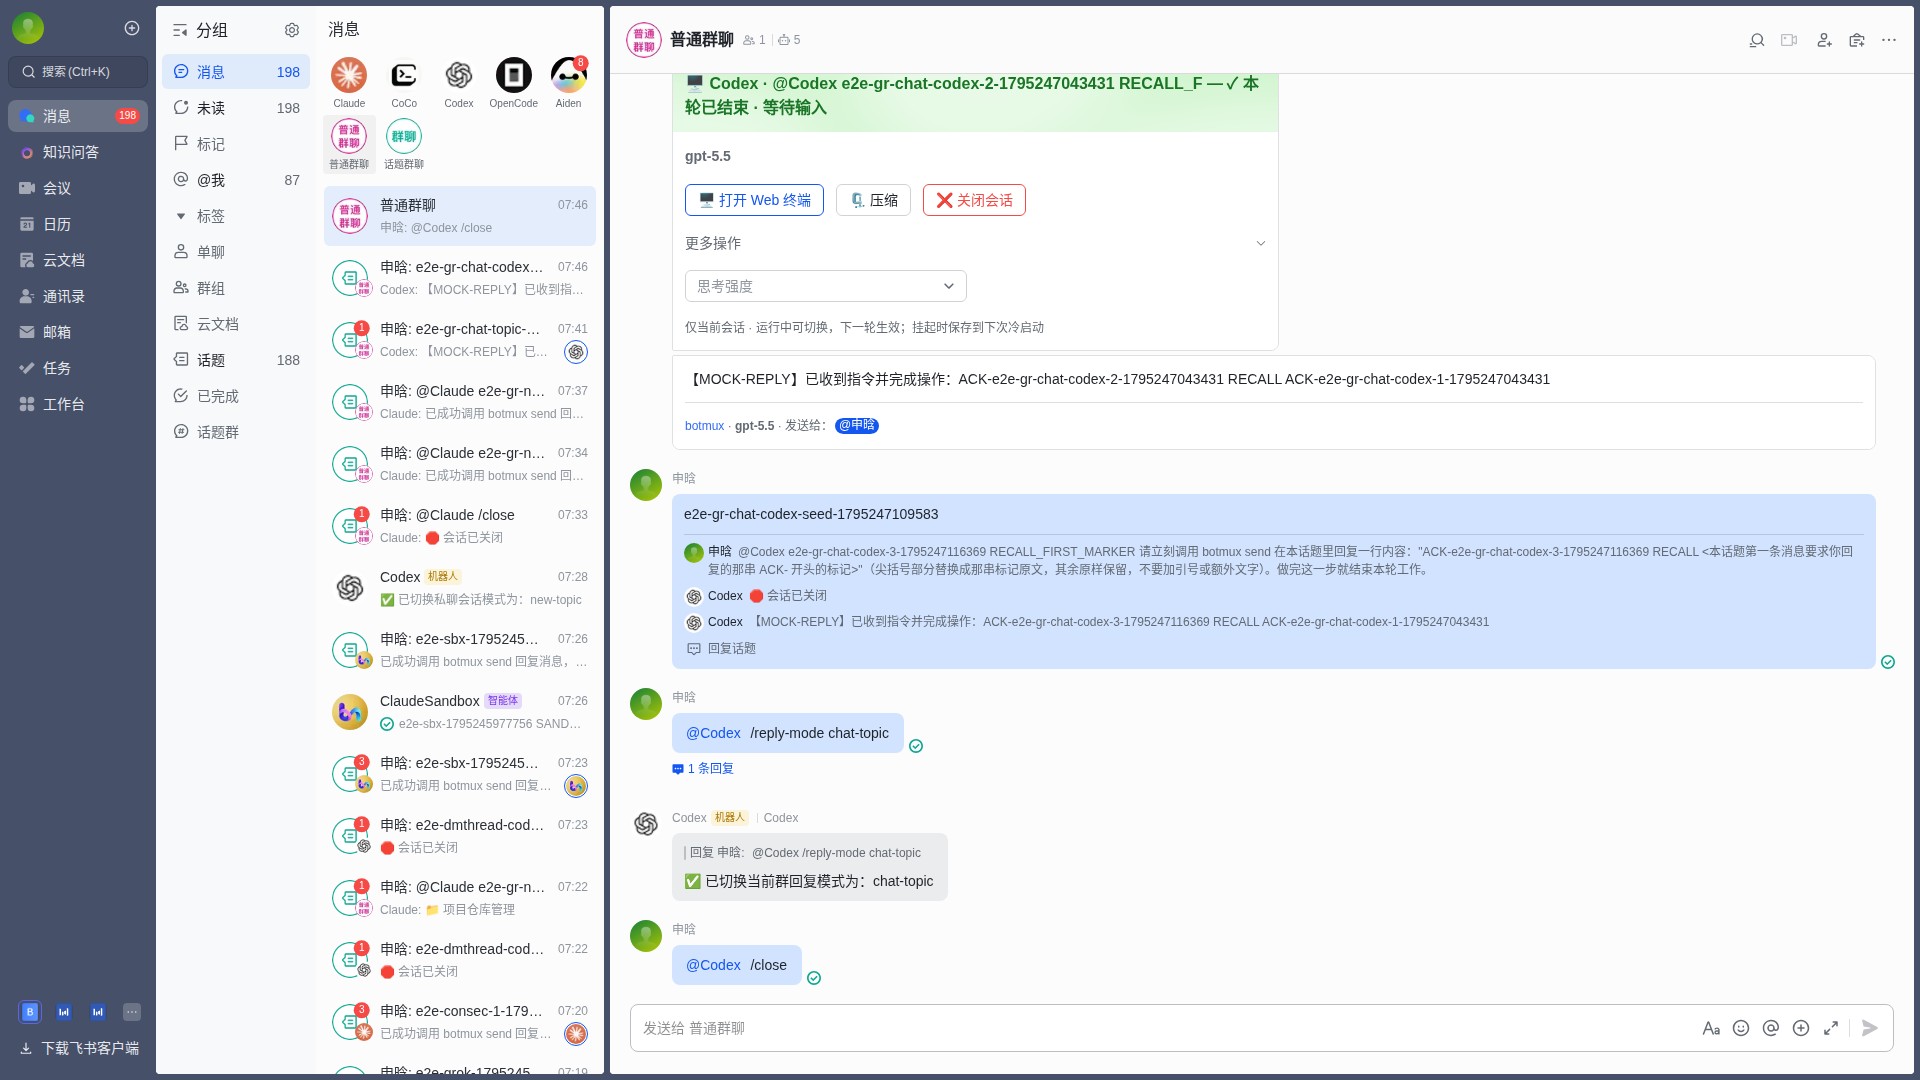 搜索 (Ctrl+K)
消息
198
知识问答
会议
日历
云文档
通讯录
邮箱
任务
工作台
下载飞书客户端
分组
消息
198
未读
198
标记
@我
87
标签
单聊
群组
云文档
话题
188
已完成
话题群
消息
Claude
CoCo
Codex
OpenCode
8
Aiden
普通群聊
普通群聊
群聊
话题群聊
普通群聊
普通群聊
07:46
申晗: @Codex /close
申晗: e2e-gr-chat-codex...
07:46
Codex: 【MOCK-REPLY】已收到指...
1
申晗: e2e-gr-chat-topic-...
07:41
Codex: 【MOCK-REPLY】已...
申晗: @Claude e2e-gr-n...
07:37
Claude: 已成功调用 botmux send 回...
申晗: @Claude e2e-gr-n...
07:34
Claude: 已成功调用 botmux send 回...
1
申晗: @Claude /close
07:33
Claude: 🛑 会话已关闭
Codex 机器人
07:28
✅ 已切换私聊会话模式为：new-topic
申晗: e2e-sbx-1795245...
07:26
已成功调用 botmux send 回复消息，...
ClaudeSandbox 智能体
07:26
e2e-sbx-1795245977756 SAND...
3
申晗: e2e-sbx-1795245...
07:23
已成功调用 botmux send 回复...
1
申晗: e2e-dmthread-cod...
07:23
🛑 会话已关闭
1
申晗: @Claude e2e-gr-n...
07:22
Claude: 📁 项目仓库管理
1
申晗: e2e-dmthread-cod...
07:22
🛑 会话已关闭
3
申晗: e2e-consec-1-179...
07:20
已成功调用 botmux send 回复...
申晗: e2e-grok-1795245...
07:19
普通群聊
普通群聊
1
5
🖥️ Codex · @Codex e2e-gr-chat-codex-2-1795247043431 RECALL_F — ✓ 本
轮已结束 · 等待输入
gpt-5.5
🖥️ 打开 Web 终端
🗜️ 压缩
❌ 关闭会话
更多操作
思考强度
仅当前会话 · 运行中可切换，下一轮生效；挂起时保存到下次冷启动
【MOCK-REPLY】已收到指令并完成操作：ACK-e2e-gr-chat-codex-2-1795247043431 RECALL ACK-e2e-gr-chat-codex-1-1795247043431
botmux · gpt-5.5 · 发送给： @申晗
申晗
e2e-gr-chat-codex-seed-1795247109583
申晗 @Codex e2e-gr-chat-codex-3-1795247116369 RECALL_FIRST_MARKER 请立刻调用 botmux send 在本话题里回复一行内容："ACK-e2e-gr-chat-codex-3-1795247116369 RECALL <本话题第一条消息要求你回
复的那串 ACK- 开头的标记>"（尖括号部分替换成那串标记原文，其余原样保留，不要加引号或额外文字）。做完这一步就结束本轮工作。
Codex 🛑 会话已关闭
Codex 【MOCK-REPLY】已收到指令并完成操作：ACK-e2e-gr-chat-codex-3-1795247116369 RECALL ACK-e2e-gr-chat-codex-1-1795247043431
回复话题
申晗
@Codex /reply-mode chat-topic
1 条回复
Codex 机器人 | Codex
回复 申晗：@Codex /reply-mode chat-topic
✅ 已切换当前群回复模式为：chat-topic
申晗
@Codex /close
发送给 普通群聊
Aa